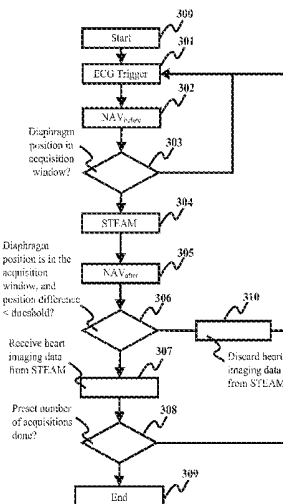 300
Start
301
ECG Trigger
302
NAVbefore
Diaphragm
position in
acquisition
window?
303
304
STEAM
Diaphragm
position is in the
acquisition
window, and
position difference
< threshold?
305
NAVafter
306
310
Receive heart
imaging data
from STEAM
307
Discard heart
imaging data
from STEAM
Preset number
of acquisitions
done?
308
309
End